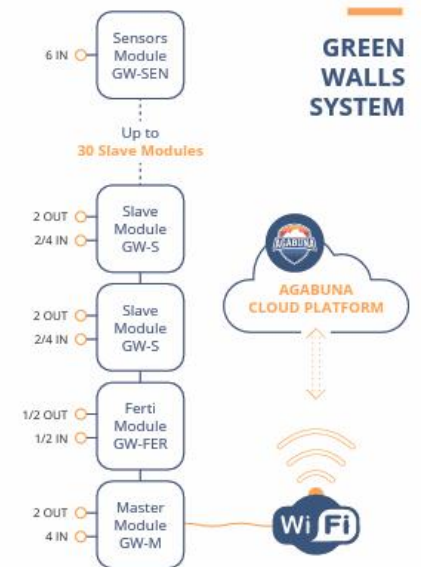 GREEN
WALLS
SYSTEM
Sensors
Module
GW-SEN
6 IN
Up to
30 Slave Modules
Slave
Module
GW-S
2 OUT
2/4 IN
Slave
Module
GW-S
2 OUT
2/4 IN
Ferti
Module
GW-FER
1/2 OUT
1/2 IN
Master
Module
GW-M
2 OUT
4 IN
AGABUNA
AGABUNA
CLOUD PLATFORM
Wi Fi